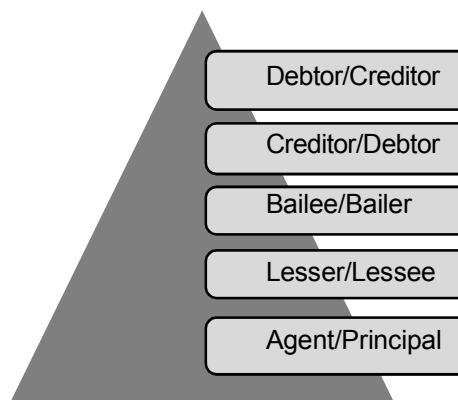 Debtor/Creditor
Creditor/Debtor
Bailee/Bailer
Lesser/Lessee
Agent/Principal